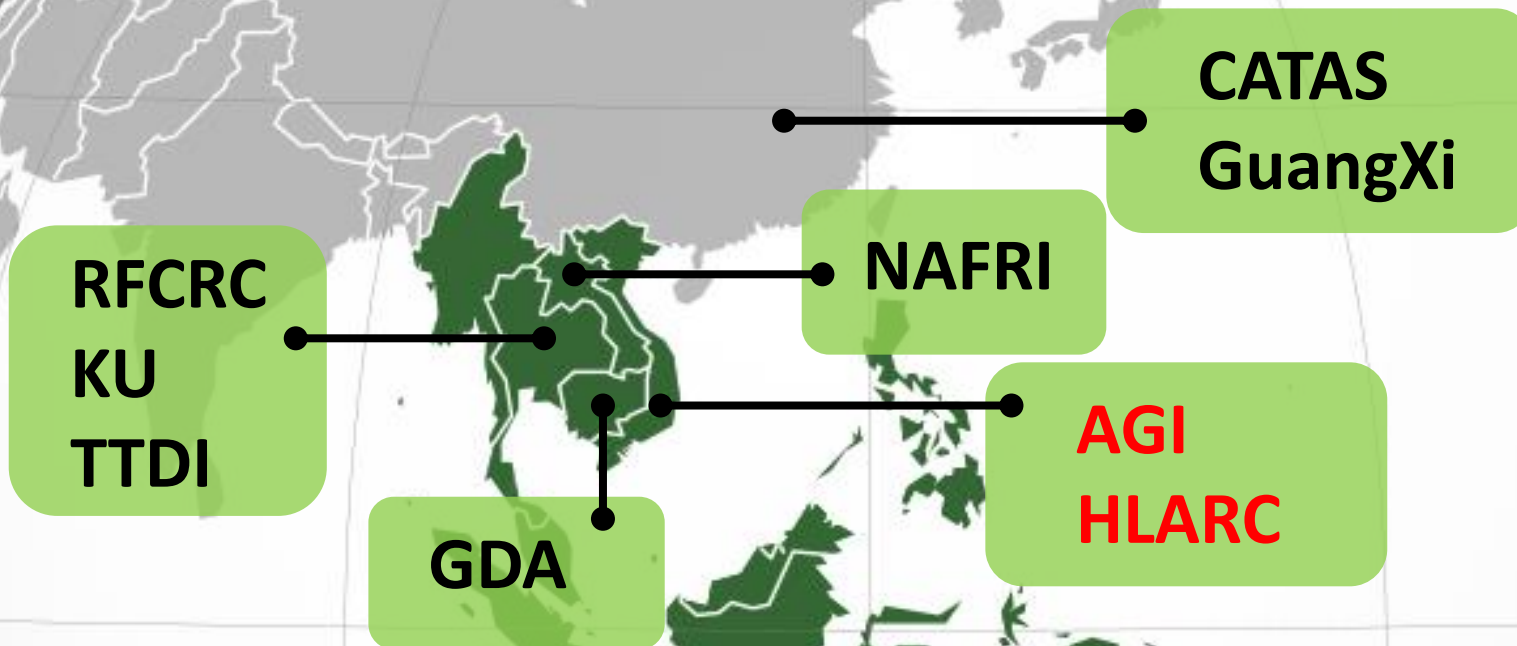 CATAS
GuangXi
NAFRI
RFCRC
KU
TTDI
AGI
HLARC
GDA